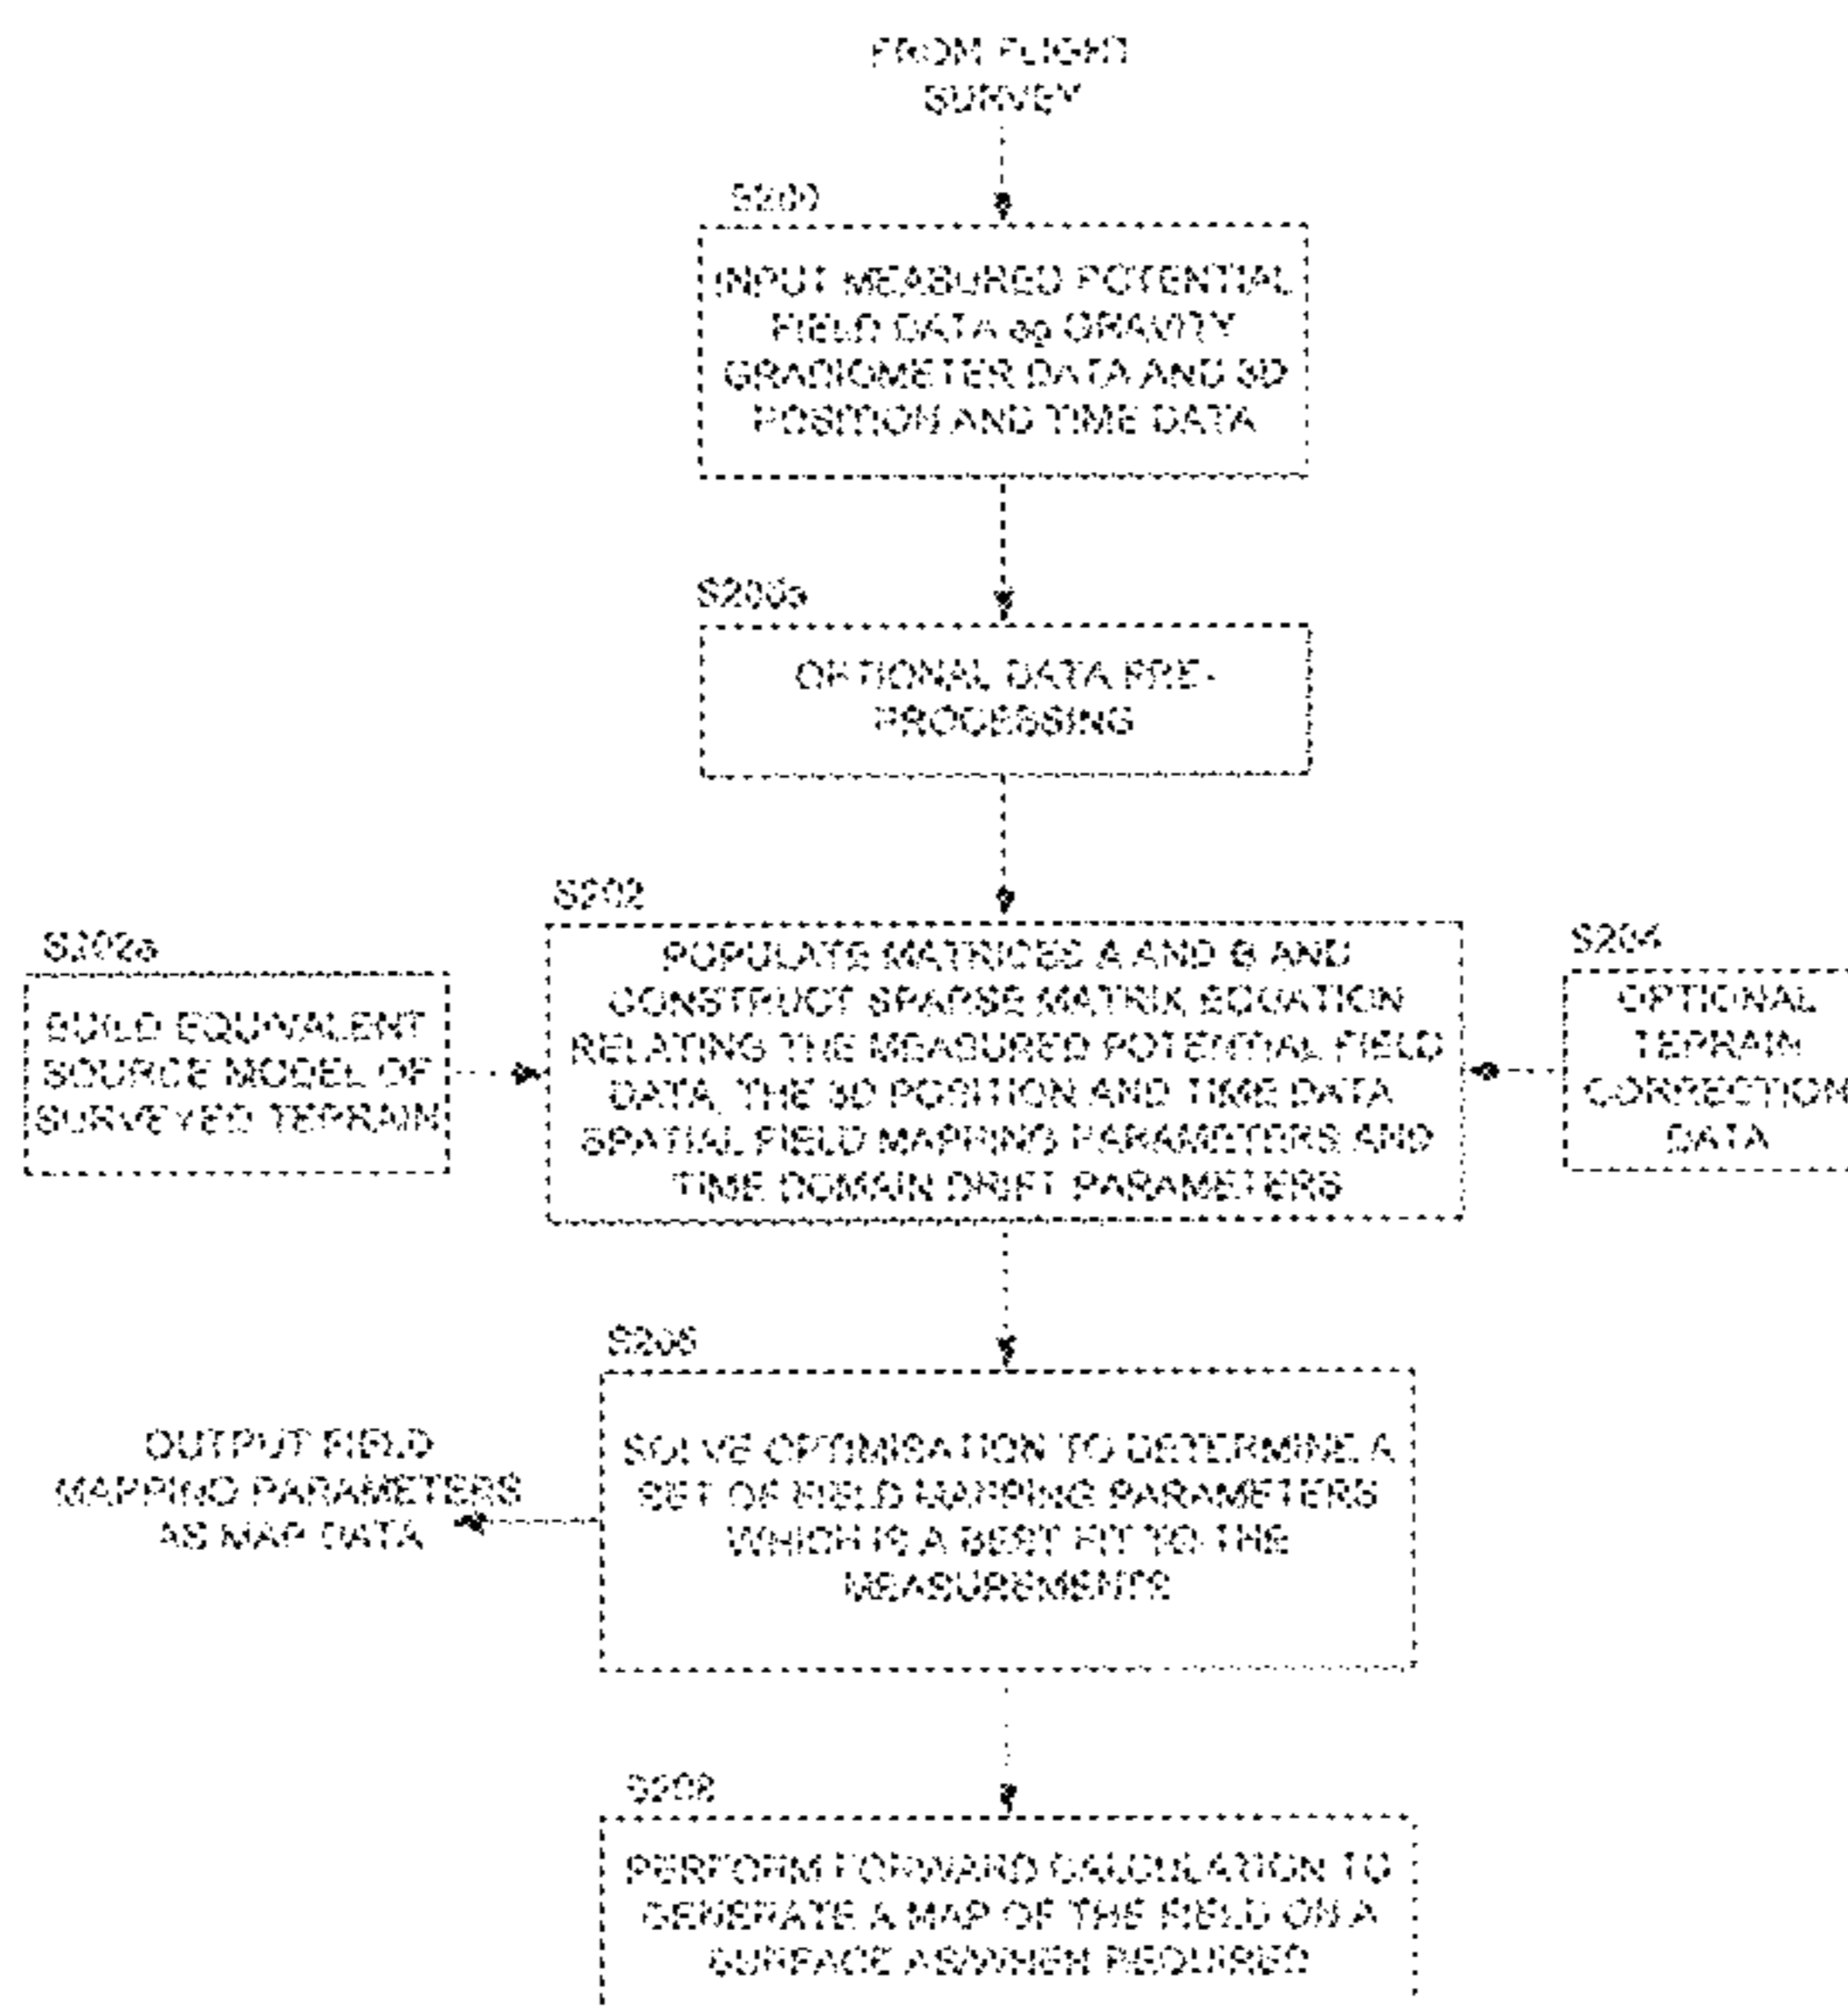 FROM FLIGHT
SURVEY
S200
INPUT MEASURED POTENTIAL
FIELD DATA eg GRAVITY
GRADIOMETER DATA AND 3D
POSITION AND TIME DATA
OPTIONAL DATA PRE-
PROCESSING
S202
POPULATE MATRICES A AND B AND
CONSTRUCT SPARSE MATRIX EQUATION
RELATING THE MEASURED POTENTIAL FIELD
DATA, THE 3D POSITION AND TIME DATA
SPATIAL FIELD MAPPING PARAMETERS AND
TIME DOMAIN DRIFT PARAMETERS
S202a
BUILD EQUIVALENT
SOURCE MODEL OF
SURVEYED TERRAIN
S204
OPTIONAL
TERRAIN
CORRECTION
DATA
S206
SOLVE OPTIMISATION TO DETERMINE A
SET OF FIELD MAPPING PARAMETERS
WHICH IS A BEST FIT TO THE
MEASUREMENTS
OUTPUT FIELD
MAPPING PARAMETERS
AS MAP DATA
S208
PERFORM FORWARD CALCULATION TO
GENERATE A MAP OF THE FIELD ON A
SURFACE AS/WHEN REQUIRED